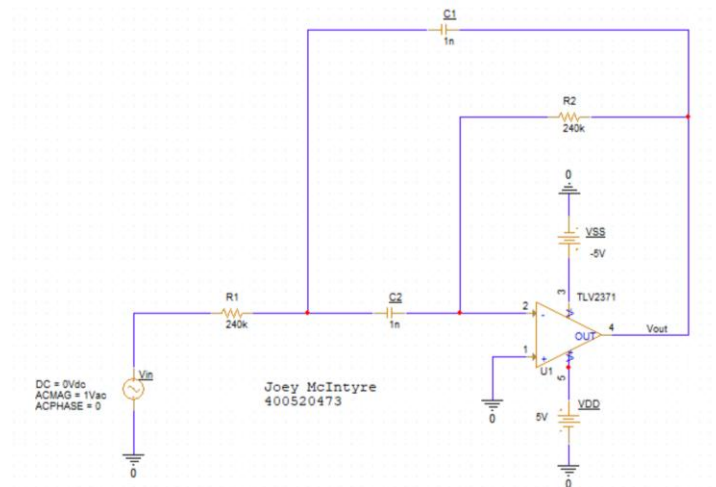 C1
1n
R2
240k
0
VSS
-5V
R1
240k
C2
1n
3
TLV2371
2
-
4
Vout
OUT
1
+
U1
5
Vin
DC = 0Vdc
ACMAG = 1Vac
ACPHASE = 0
Joey McIntyre
400520473
0
5V
VDD
0
0